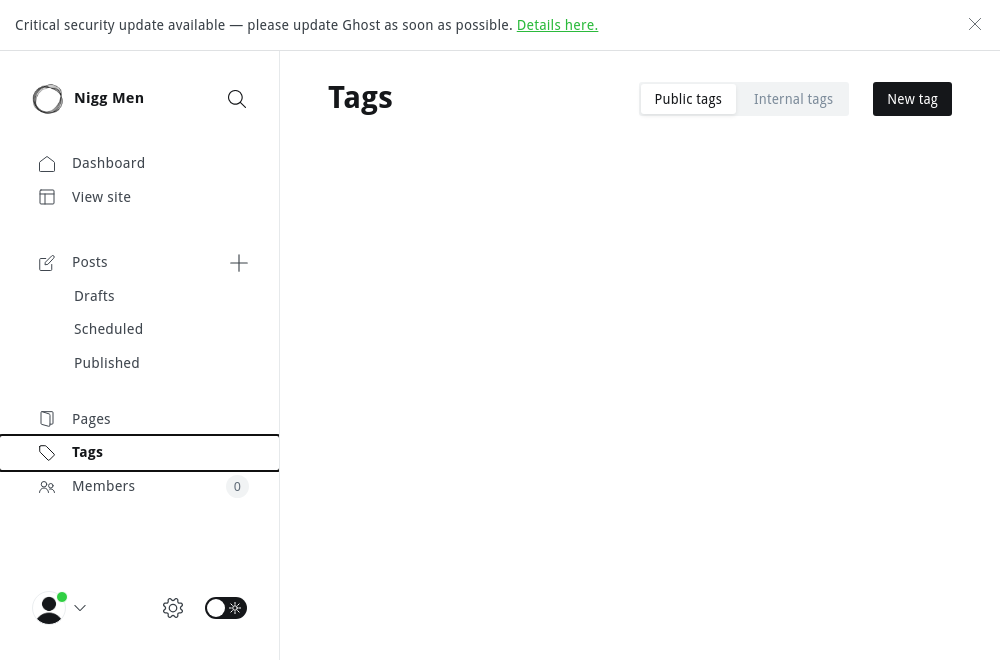 Critical security update available — please update Ghost as soon as possible. Details here.
Nigg Men
Dashboard
View site
Posts
Drafts
Scheduled
Published
Pages
Tags
Members
0
Tags
Public tags
Internal tags
New tag